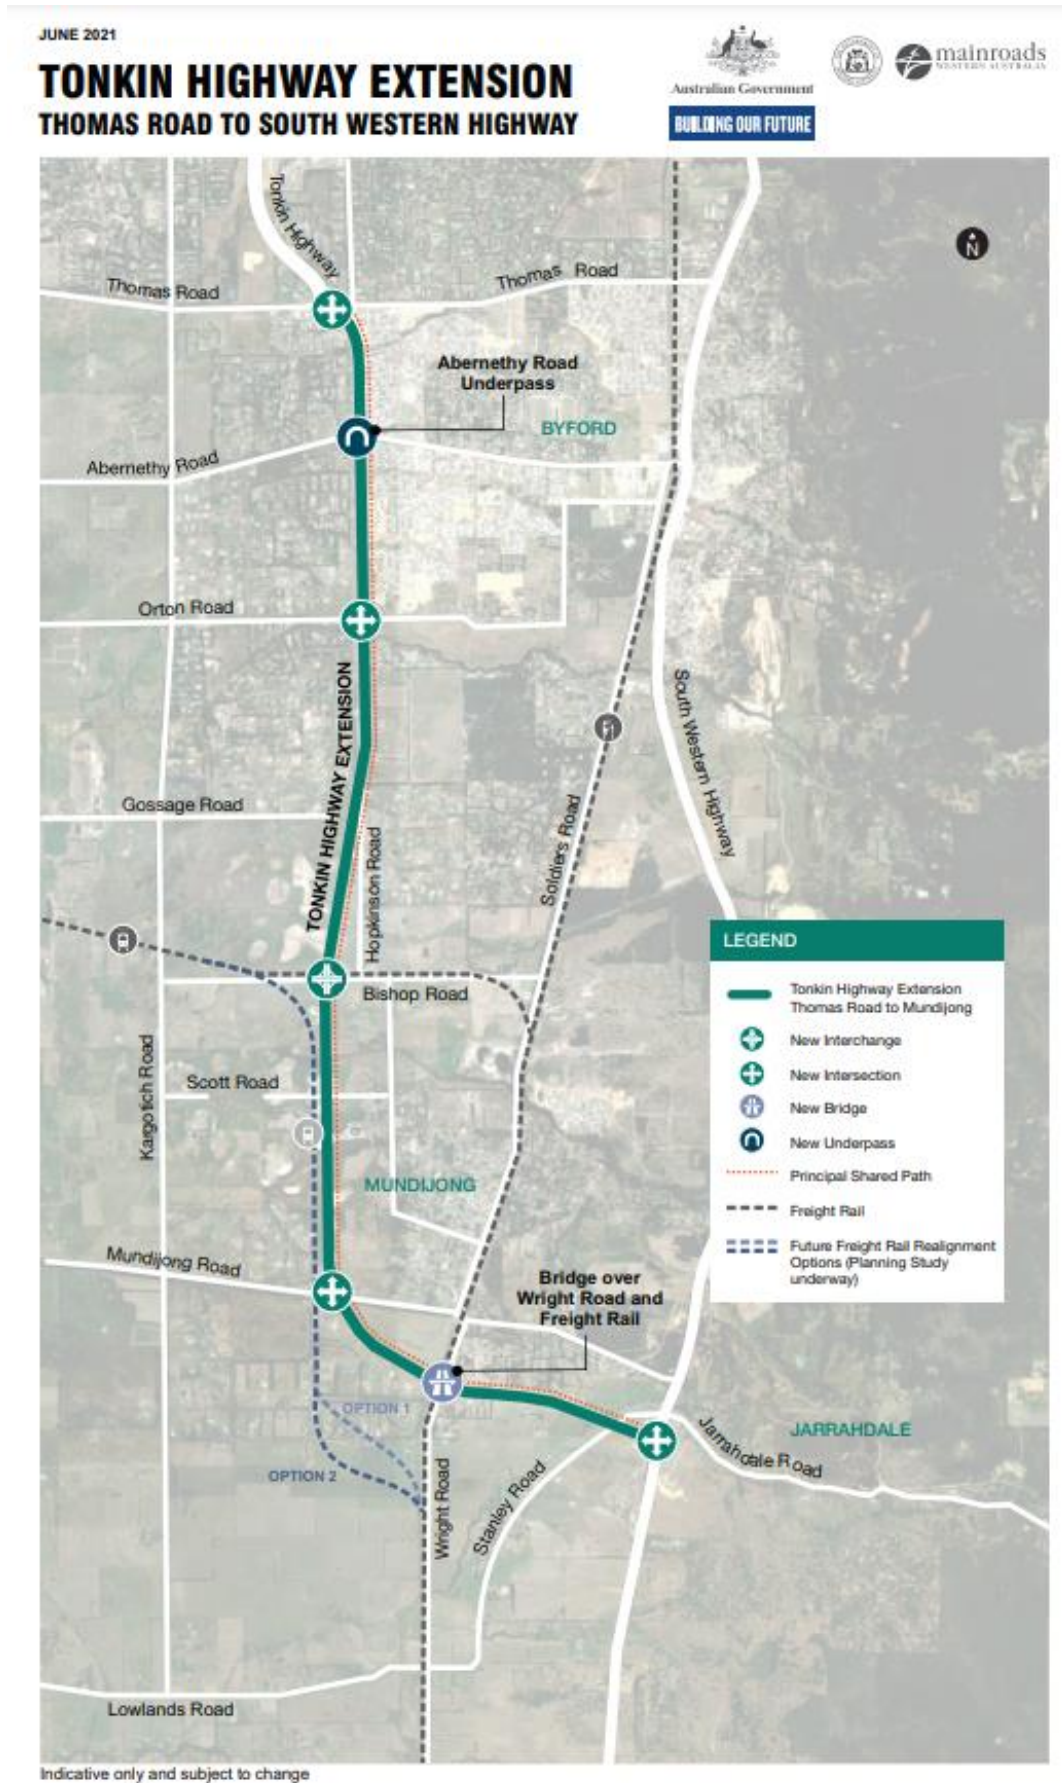 JUNE 2021
TONKIN HIGHWAY EXTENSION
THOMAS ROAD TO SOUTH WESTERN HIGHWAY
Australian Government
BUILDING OUR FUTURE
mainroads
WESTERN AUSTRALIA
Tonkin Highway
N
Thomas Road
Thomas Road
Abernethy Road
Underpass
BYFORD
Abernethy Road
Orton Road
TONKIN HIGHWAY EXTENSION
South Western Highway
Gossage Road
Hopkinson Road
Soldiers Road
Bishop Road
Kargotich Road
Scott Road
MUNDIJONG
Mundijong Road
Bridge over
Wright Road and
Freight Rail
OPTION 1
OPTION 2
Wright Road
Stanley Road
Jarrahdale Road
JARRAHDALE
Lowlands Road
LEGEND
Tonkin Highway Extension
Thomas Road to Mundijong
New Interchange
New Intersection
New Bridge
New Underpass
Principal Shared Path
Freight Rail
Future Freight Rail Realignment
Options (Planning Study
underway)
Indicative only and subject to change